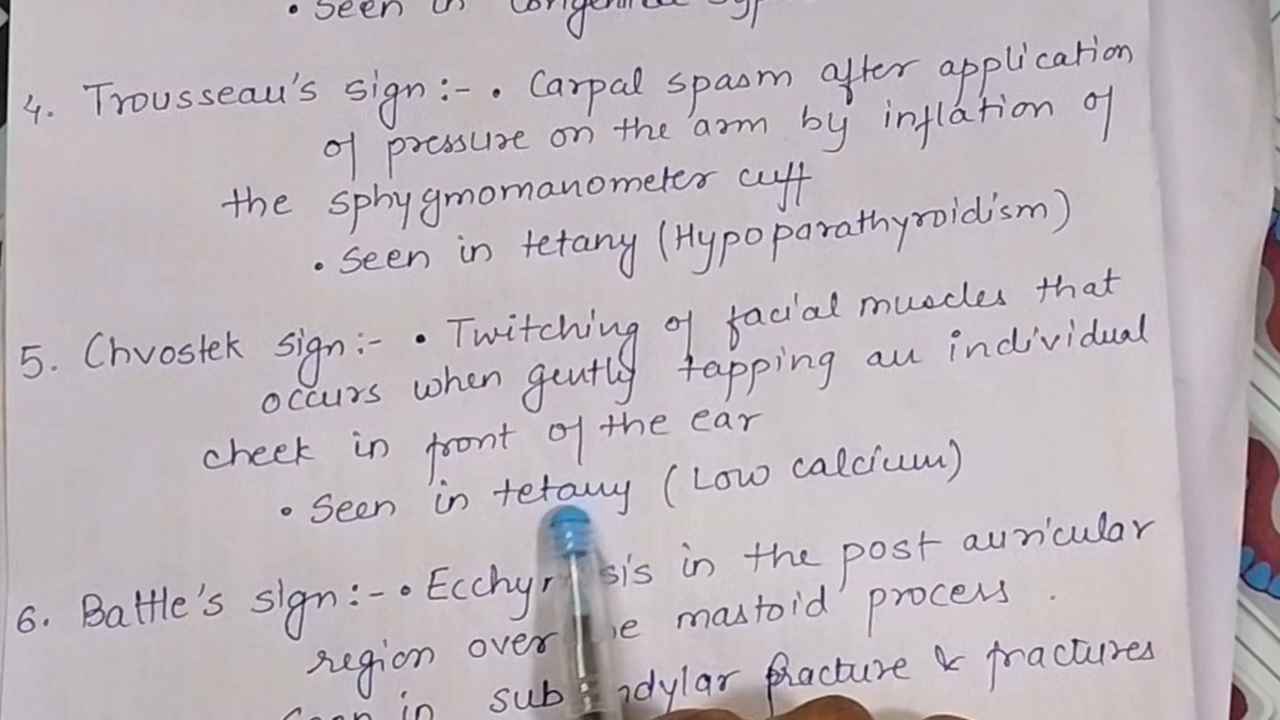 • Seen in
4. Trousseau's sign:- • Carpal spasm after application
of pressure on the arm by inflation of
the sphygmomanometer cuff
• Seen in tetany (Hypoparathyroidism)
5. Chvostek sign:- • Twitching of facial muscles that
occurs when gently tapping an individual
cheek in front of the ear
• Seen in tetany (Low calcium)
6. Battle's sign:- • in the post auricular
region over mastoid process.
in sub fracture & fractures